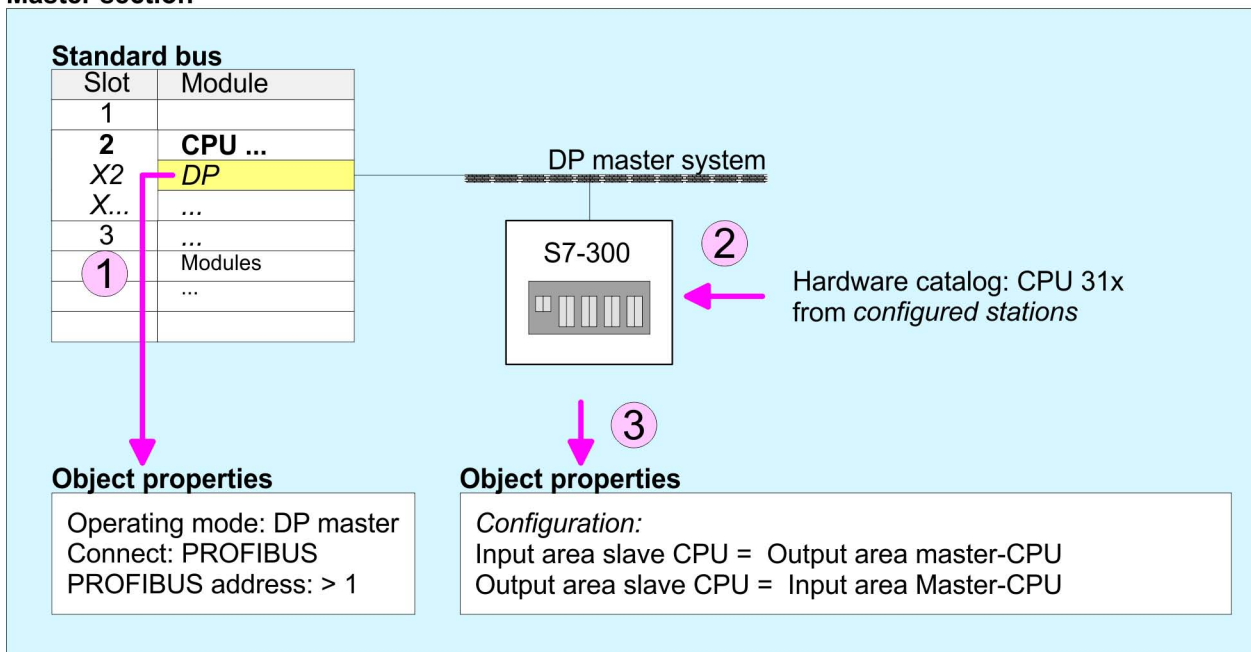 Master section
Standard bus
Slot Module
1
2 CPU ...
X2 DP
X... ...
3 ...
Modules
...
1
DP master system
S7-300
2
Hardware catalog: CPU 31x
from configured stations
3
Object properties
Operating mode: DP master
Connect: PROFIBUS
PROFIBUS address: > 1
Object properties
Configuration:
Input area slave CPU = Output area master-CPU
Output area slave CPU = Input area Master-CPU